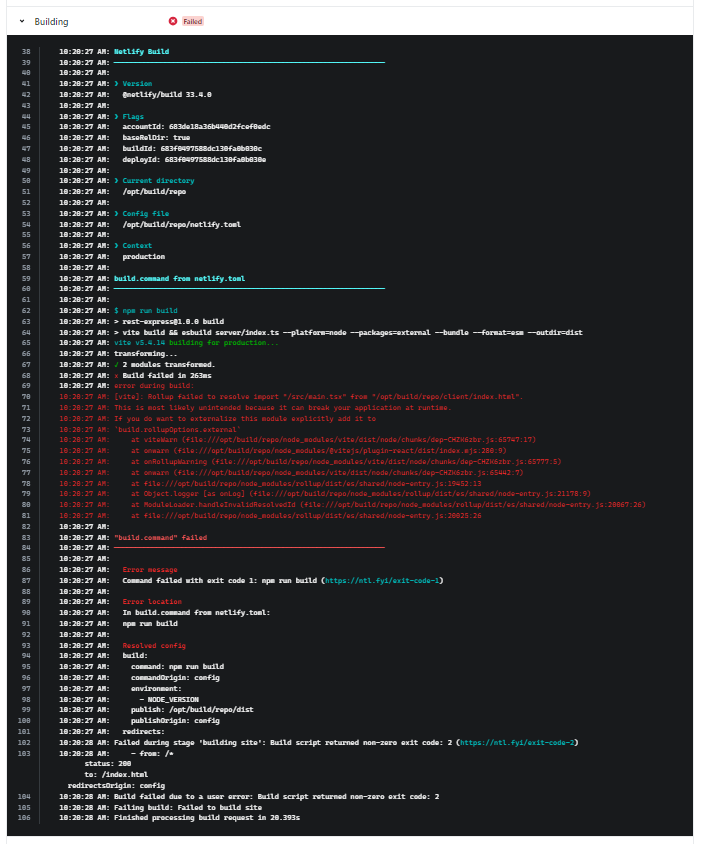 Building
Failed
38 10:20:27 AM: Netlify Build
39 10:20:27 AM: ────────────────────────────────────────────────────────────────
40 10:20:27 AM:
41 10:20:27 AM: ❯ Version
42 10:20:27 AM: @netlify/build 33.4.0
43 10:20:27 AM:
44 10:20:27 AM: ❯ Flags
45 10:20:27 AM: accountId: 683de18a36b440d2fcef0edc
46 10:20:27 AM: baseRelDir: true
47 10:20:27 AM: buildId: 683f0497588dc130fa0b030c
48 10:20:27 AM: deployId: 683f0497588dc130fa0b030e
49 10:20:27 AM:
50 10:20:27 AM: ❯ Current directory
51 10:20:27 AM: /opt/build/repo
52 10:20:27 AM:
53 10:20:27 AM: ❯ Config file
54 10:20:27 AM: /opt/build/repo/netlify.toml
55 10:20:27 AM:
56 10:20:27 AM: ❯ Context
57 10:20:27 AM: production
58 10:20:27 AM:
59 10:20:27 AM: build.command from netlify.toml
60 10:20:27 AM: ────────────────────────────────────────────────────────────────
61 10:20:27 AM:
62 10:20:27 AM: $ npm run build
63 10:20:27 AM: > rest-express@1.0.0 build
64 10:20:27 AM: > vite build && esbuild server/index.ts --platform=node --packages=external --bundle --format=esm --outdir=dist
65 10:20:27 AM: vite v5.4.14 building for production...
66 10:20:27 AM: transforming...
67 10:20:27 AM: ✓ 2 modules transformed.
68 10:20:27 AM: x Build failed in 263ms
69 10:20:27 AM: error during build:
70 10:20:27 AM: [vite]: Rollup failed to resolve import "/src/main.tsx" from "/opt/build/repo/client/index.html".
71 10:20:27 AM: This is most likely unintended because it can break your application at runtime.
72 10:20:27 AM: If you do want to externalize this module explicitly add it to
73 10:20:27 AM: `build.rollupOptions.external`
74 10:20:27 AM: at viteWarn (file:///opt/build/repo/node_modules/vite/dist/node/chunks/dep-CHZK6zbr.js:65747:17)
75 10:20:27 AM: at onwarn (file:///opt/build/repo/node_modules/@vitejs/plugin-react/dist/index.mjs:280:9)
76 10:20:27 AM: at onRollupWarning (file:///opt/build/repo/node_modules/vite/dist/node/chunks/dep-CHZK6zbr.js:65777:5)
77 10:20:27 AM: at onwarn (file:///opt/build/repo/node_modules/vite/dist/node/chunks/dep-CHZK6zbr.js:65442:7)
78 10:20:27 AM: at file:///opt/build/repo/node_modules/rollup/dist/es/shared/node-entry.js:19452:13
79 10:20:27 AM: at Object.logger [as onLog] (file:///opt/build/repo/node_modules/rollup/dist/es/shared/node-entry.js:21178:9)
80 10:20:27 AM: at ModuleLoader.handleInvalidResolvedId (file:///opt/build/repo/node_modules/rollup/dist/es/shared/node-entry.js:20067:26)
81 10:20:27 AM: at file:///opt/build/repo/node_modules/rollup/dist/es/shared/node-entry.js:20025:26
82 10:20:27 AM:
83 10:20:27 AM: "build.command" failed
84 10:20:27 AM: ────────────────────────────────────────────────────────────────
85 10:20:27 AM:
86 10:20:27 AM: Error message
87 10:20:27 AM: Command failed with exit code 1: npm run build (https://ntl.fyi/exit-code-1)
88 10:20:27 AM:
89 10:20:27 AM: Error location
90 10:20:27 AM: In build.command from netlify.toml:
91 10:20:27 AM: npm run build
92 10:20:27 AM:
93 10:20:27 AM: Resolved config
94 10:20:27 AM: build:
95 10:20:27 AM: command: npm run build
96 10:20:27 AM: commandOrigin: config
97 10:20:27 AM: environment:
98 10:20:27 AM: - NODE_VERSION
99 10:20:27 AM: publish: /opt/build/repo/dist
100 10:20:27 AM: publishOrigin: config
101 10:20:27 AM: redirects:
102 10:20:28 AM: Failed during stage 'building site': Build script returned non-zero exit code: 2 (https://ntl.fyi/exit-code-2)
103 10:20:28 AM: - from: /*
status: 200
to: /index.html
redirectsOrigin: config
104 10:20:28 AM: Build failed due to a user error: Build script returned non-zero exit code: 2
105 10:20:28 AM: Failing build: Failed to build site
106 10:20:28 AM: Finished processing build request in 20.393s